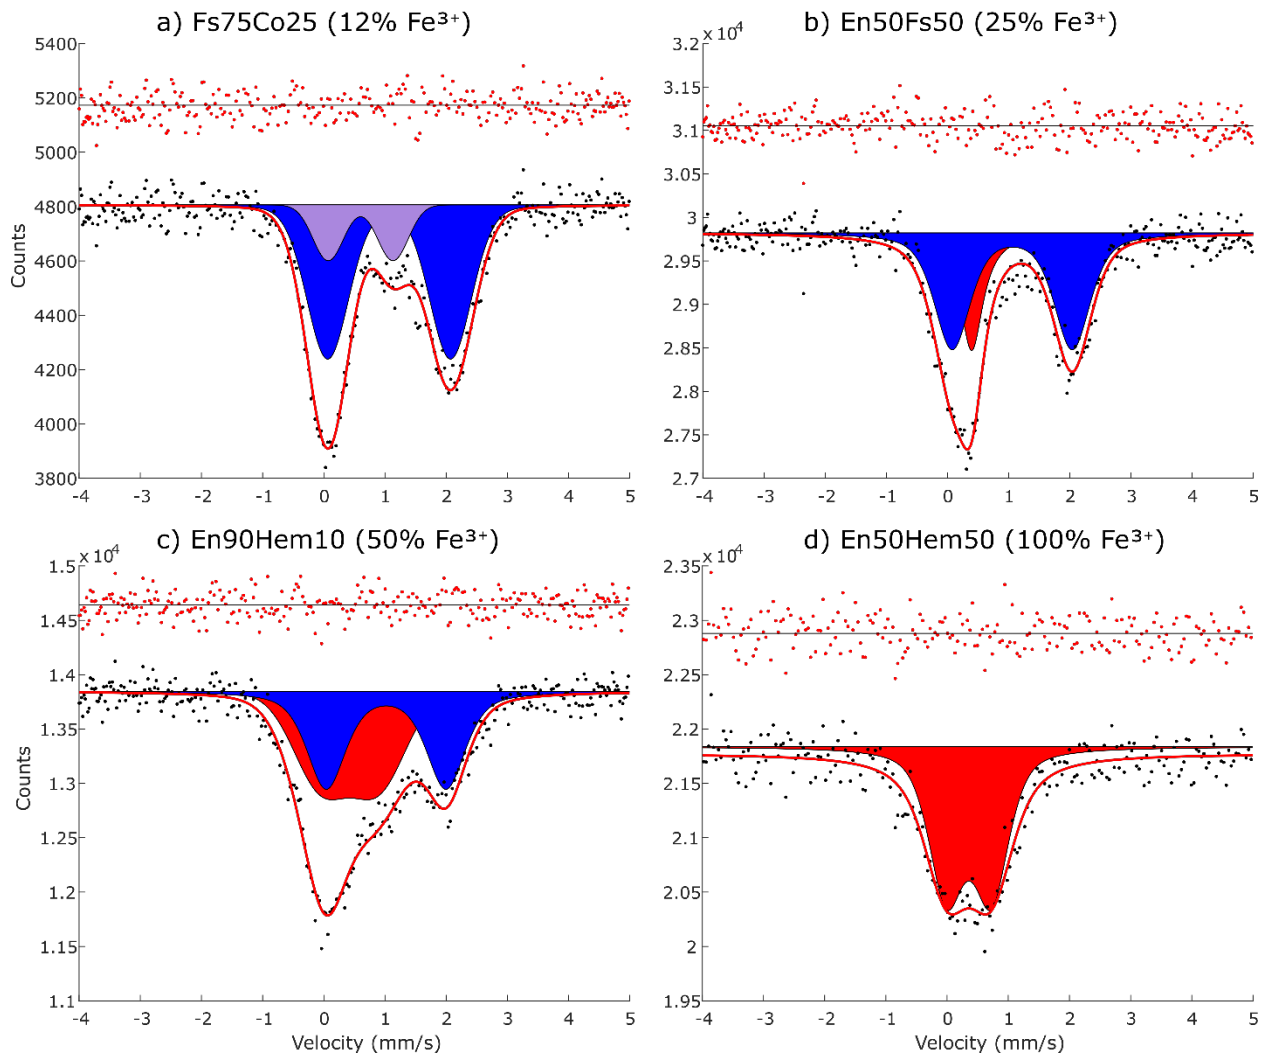 a) Fs75Co25 (12% Fe³⁺)
b) En50Fs50 (25% Fe³⁺)
5400
5200
5000
4800
4600
4400
4200
4000
3800
Counts
-4 -3 -2 -1 0 1 2 3 4 5
x 10⁴
3.2
3.15
3.1
3.05
3
2.95
2.9
2.85
2.8
2.75
2.7
-4 -3 -2 -1 0 1 2 3 4 5
c) En90Hem10 (50% Fe³⁺)
d) En50Hem50 (100% Fe³⁺)
x 10⁴
1.5
1.45
1.4
1.35
1.3
1.25
1.2
1.15
1.1
Counts
-4 -3 -2 -1 0 1 2 3 4 5
Velocity (mm/s)
x 10⁴
2.35
2.3
2.25
2.2
2.15
2.1
2.05
2
1.95
-4 -3 -2 -1 0 1 2 3 4 5
Velocity (mm/s)